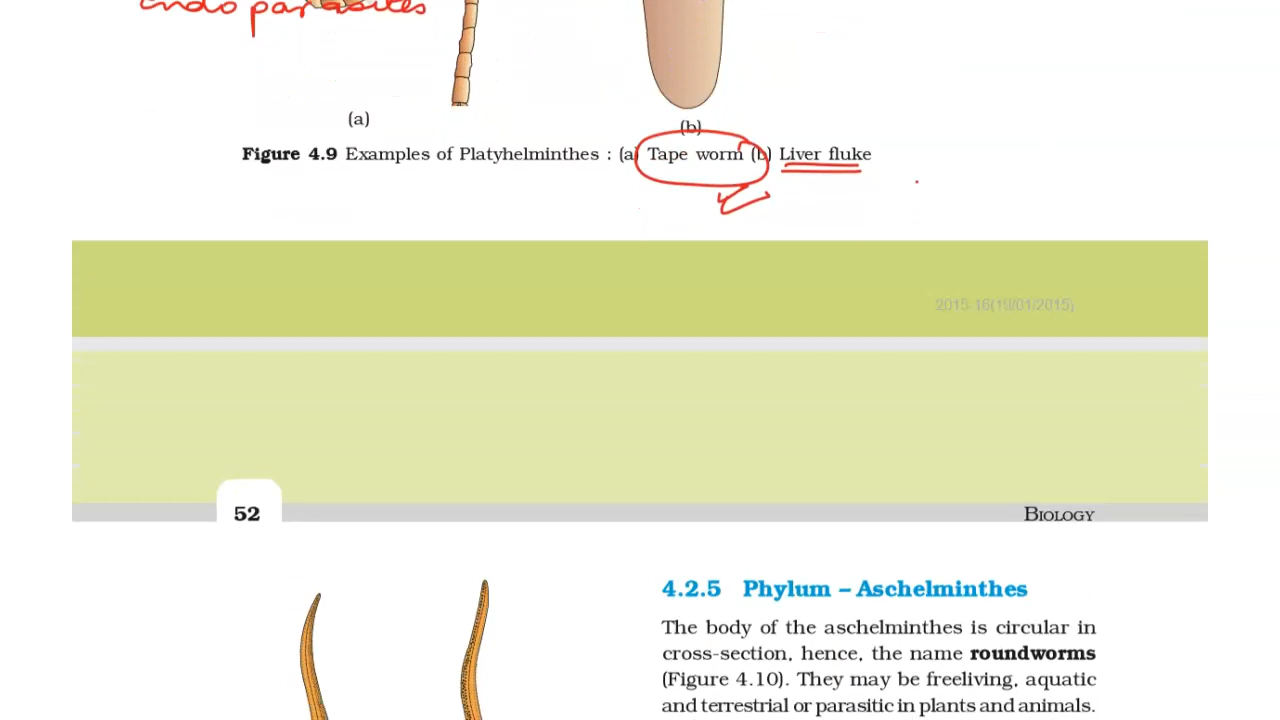 endo parasites
(a)
(b)
Figure 4.9 Examples of Platyhelminthes : (a) Tape worm (b) Liver fluke
2015-16(19/01/2015)
52
BIOLOGY
4.2.5 Phylum – Aschelminthes
The body of the aschelminthes is circular in
cross-section, hence, the name roundworms
(Figure 4.10). They may be freeliving, aquatic
and terrestrial or parasitic in plants and animals.